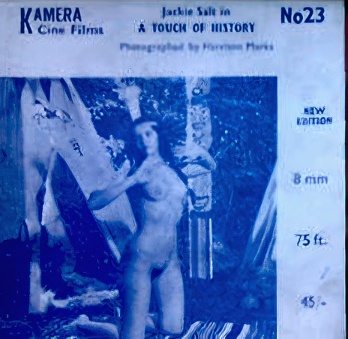 KAMERA
Cine Films
Jackie Salt in
A TOUCH OF HISTORY
Photographed by Harrison Marks
No23
NEW
EDITION
8 mm
75 ft.
45/-